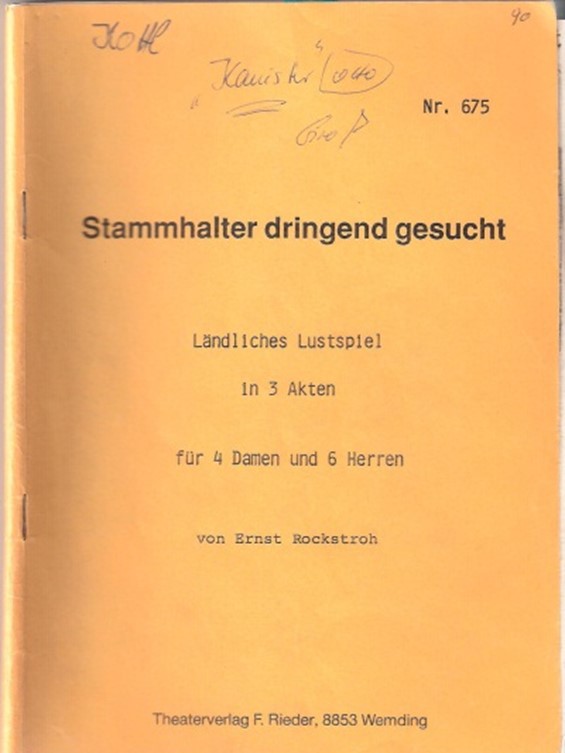 90
Nr. 675
Stammhalter dringend gesucht
Ländliches Lustspiel
in 3 Akten
für 4 Damen und 6 Herren
von Ernst Rockstroh
Theaterverlag F. Rieder, 8853 Wemding